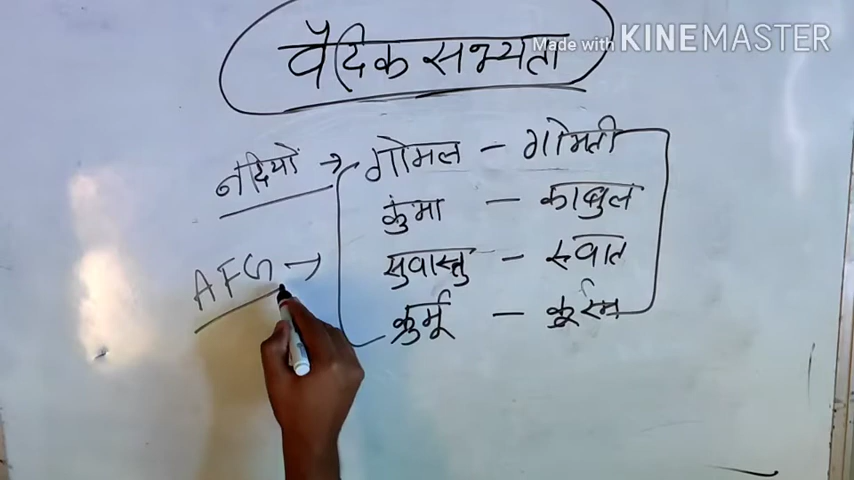 वैदिक सभ्यता
Made with KINEMASTER
नदियों → गोमल - गोमती
कुंमा - काबुल
सुवास्तु - स्वात
AFG → क्रुर्मू - कुर्रम